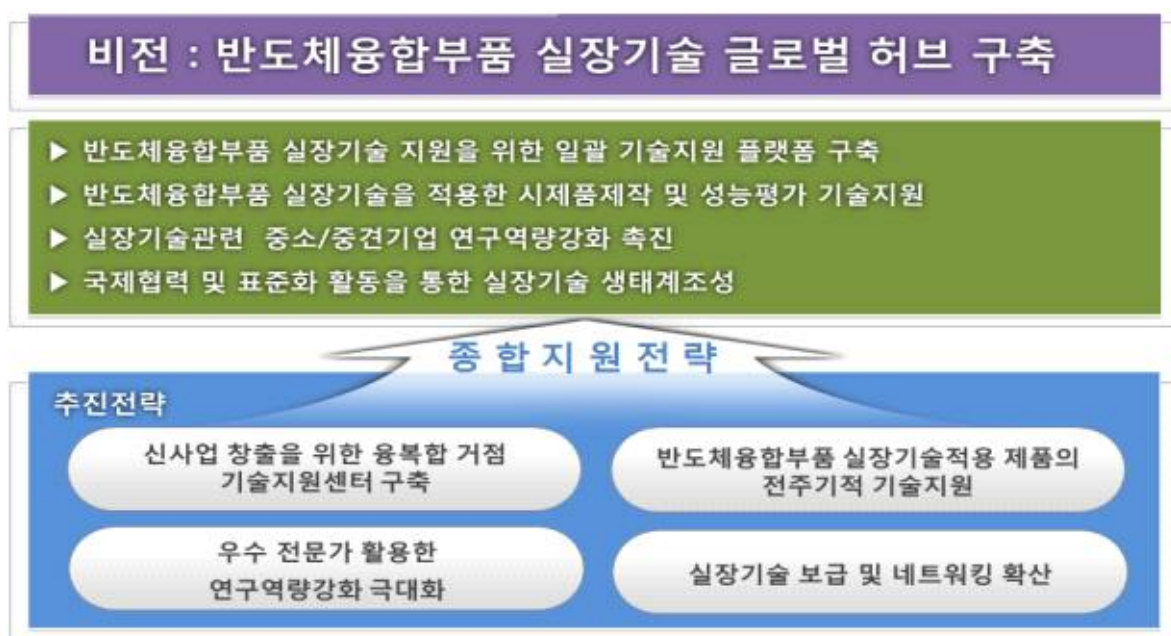 비전 : 반도체융합부품 실장기술 글로벌 허브 구축
▶ 반도체융합부품 실장기술 지원을 위한 일괄 기술지원 플랫폼 구축
▶ 반도체융합부품 실장기술을 적용한 시제품제작 및 성능평가 기술지원
▶ 실장기술관련 중소/중견기업 연구역량강화 촉진
▶ 국제협력 및 표준화 활동을 통한 실장기술 생태계조성
종합지원전략
추진전략
신사업 창출을 위한 융복합 거점
기술지원센터 구축
반도체융합부품 실장기술적용 제품의
전주기적 기술지원
우수 전문가 활용한
연구역량강화 극대화
실장기술 보급 및 네트워킹 확산